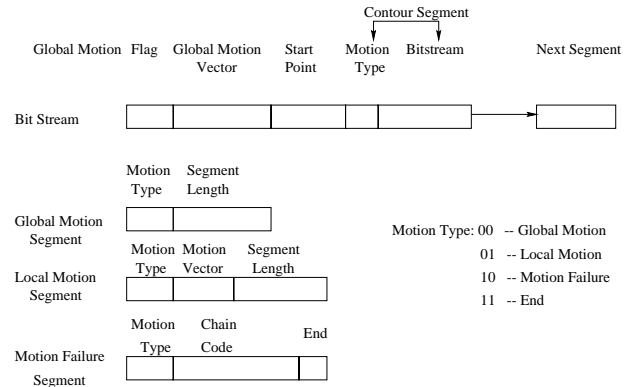 Contour Segment
Global Motion Flag Global Motion Start Motion Bitstream Next Segment
Vector Point Type
Bit Stream
Motion Segment
Type Length
Global Motion
Segment
Motion Type: 00 -- Global Motion
Motion Motion Segment
Type Vector Length
01 -- Local Motion
Local Motion
Segment
10 -- Motion Failure
11 -- End
Motion Chain End
Type Code
Motion Failure
Segment